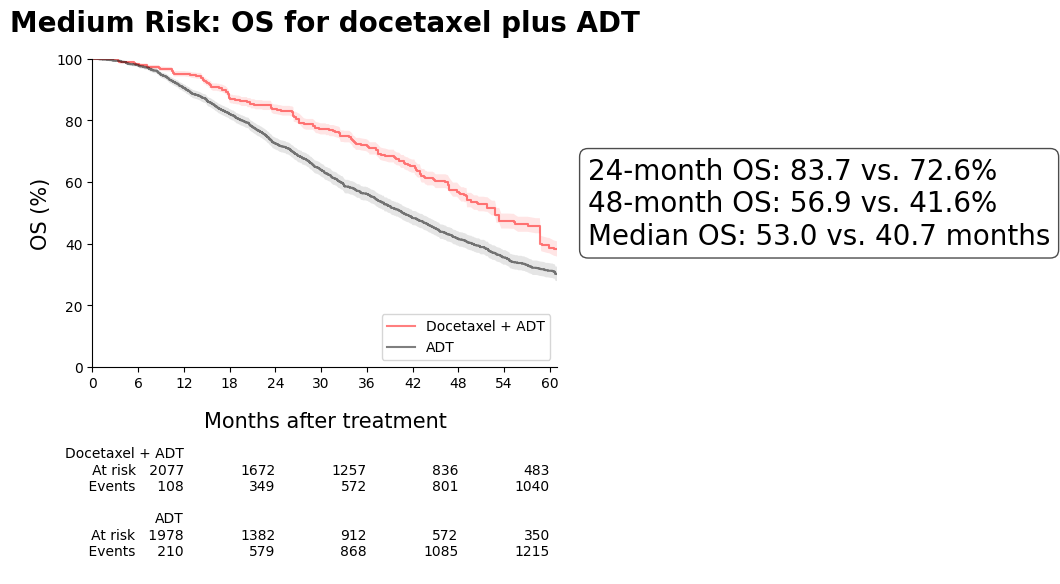 Medium Risk: OS for docetaxel plus ADT
100
80
60
40
20
0
OS (%)
24-month OS: 83.7 vs. 72.6%
48-month OS: 56.9 vs. 41.6%
Median OS: 53.0 vs. 40.7 months
Docetaxel + ADT
ADT
0 6 12 18 24 30 36 42 48 54 60
Months after treatment
Docetaxel + ADT
At risk 2077 1672 1257 836 483
Events 108 349 572 801 1040
ADT
At risk 1978 1382 912 572 350
Events 210 579 868 1085 1215